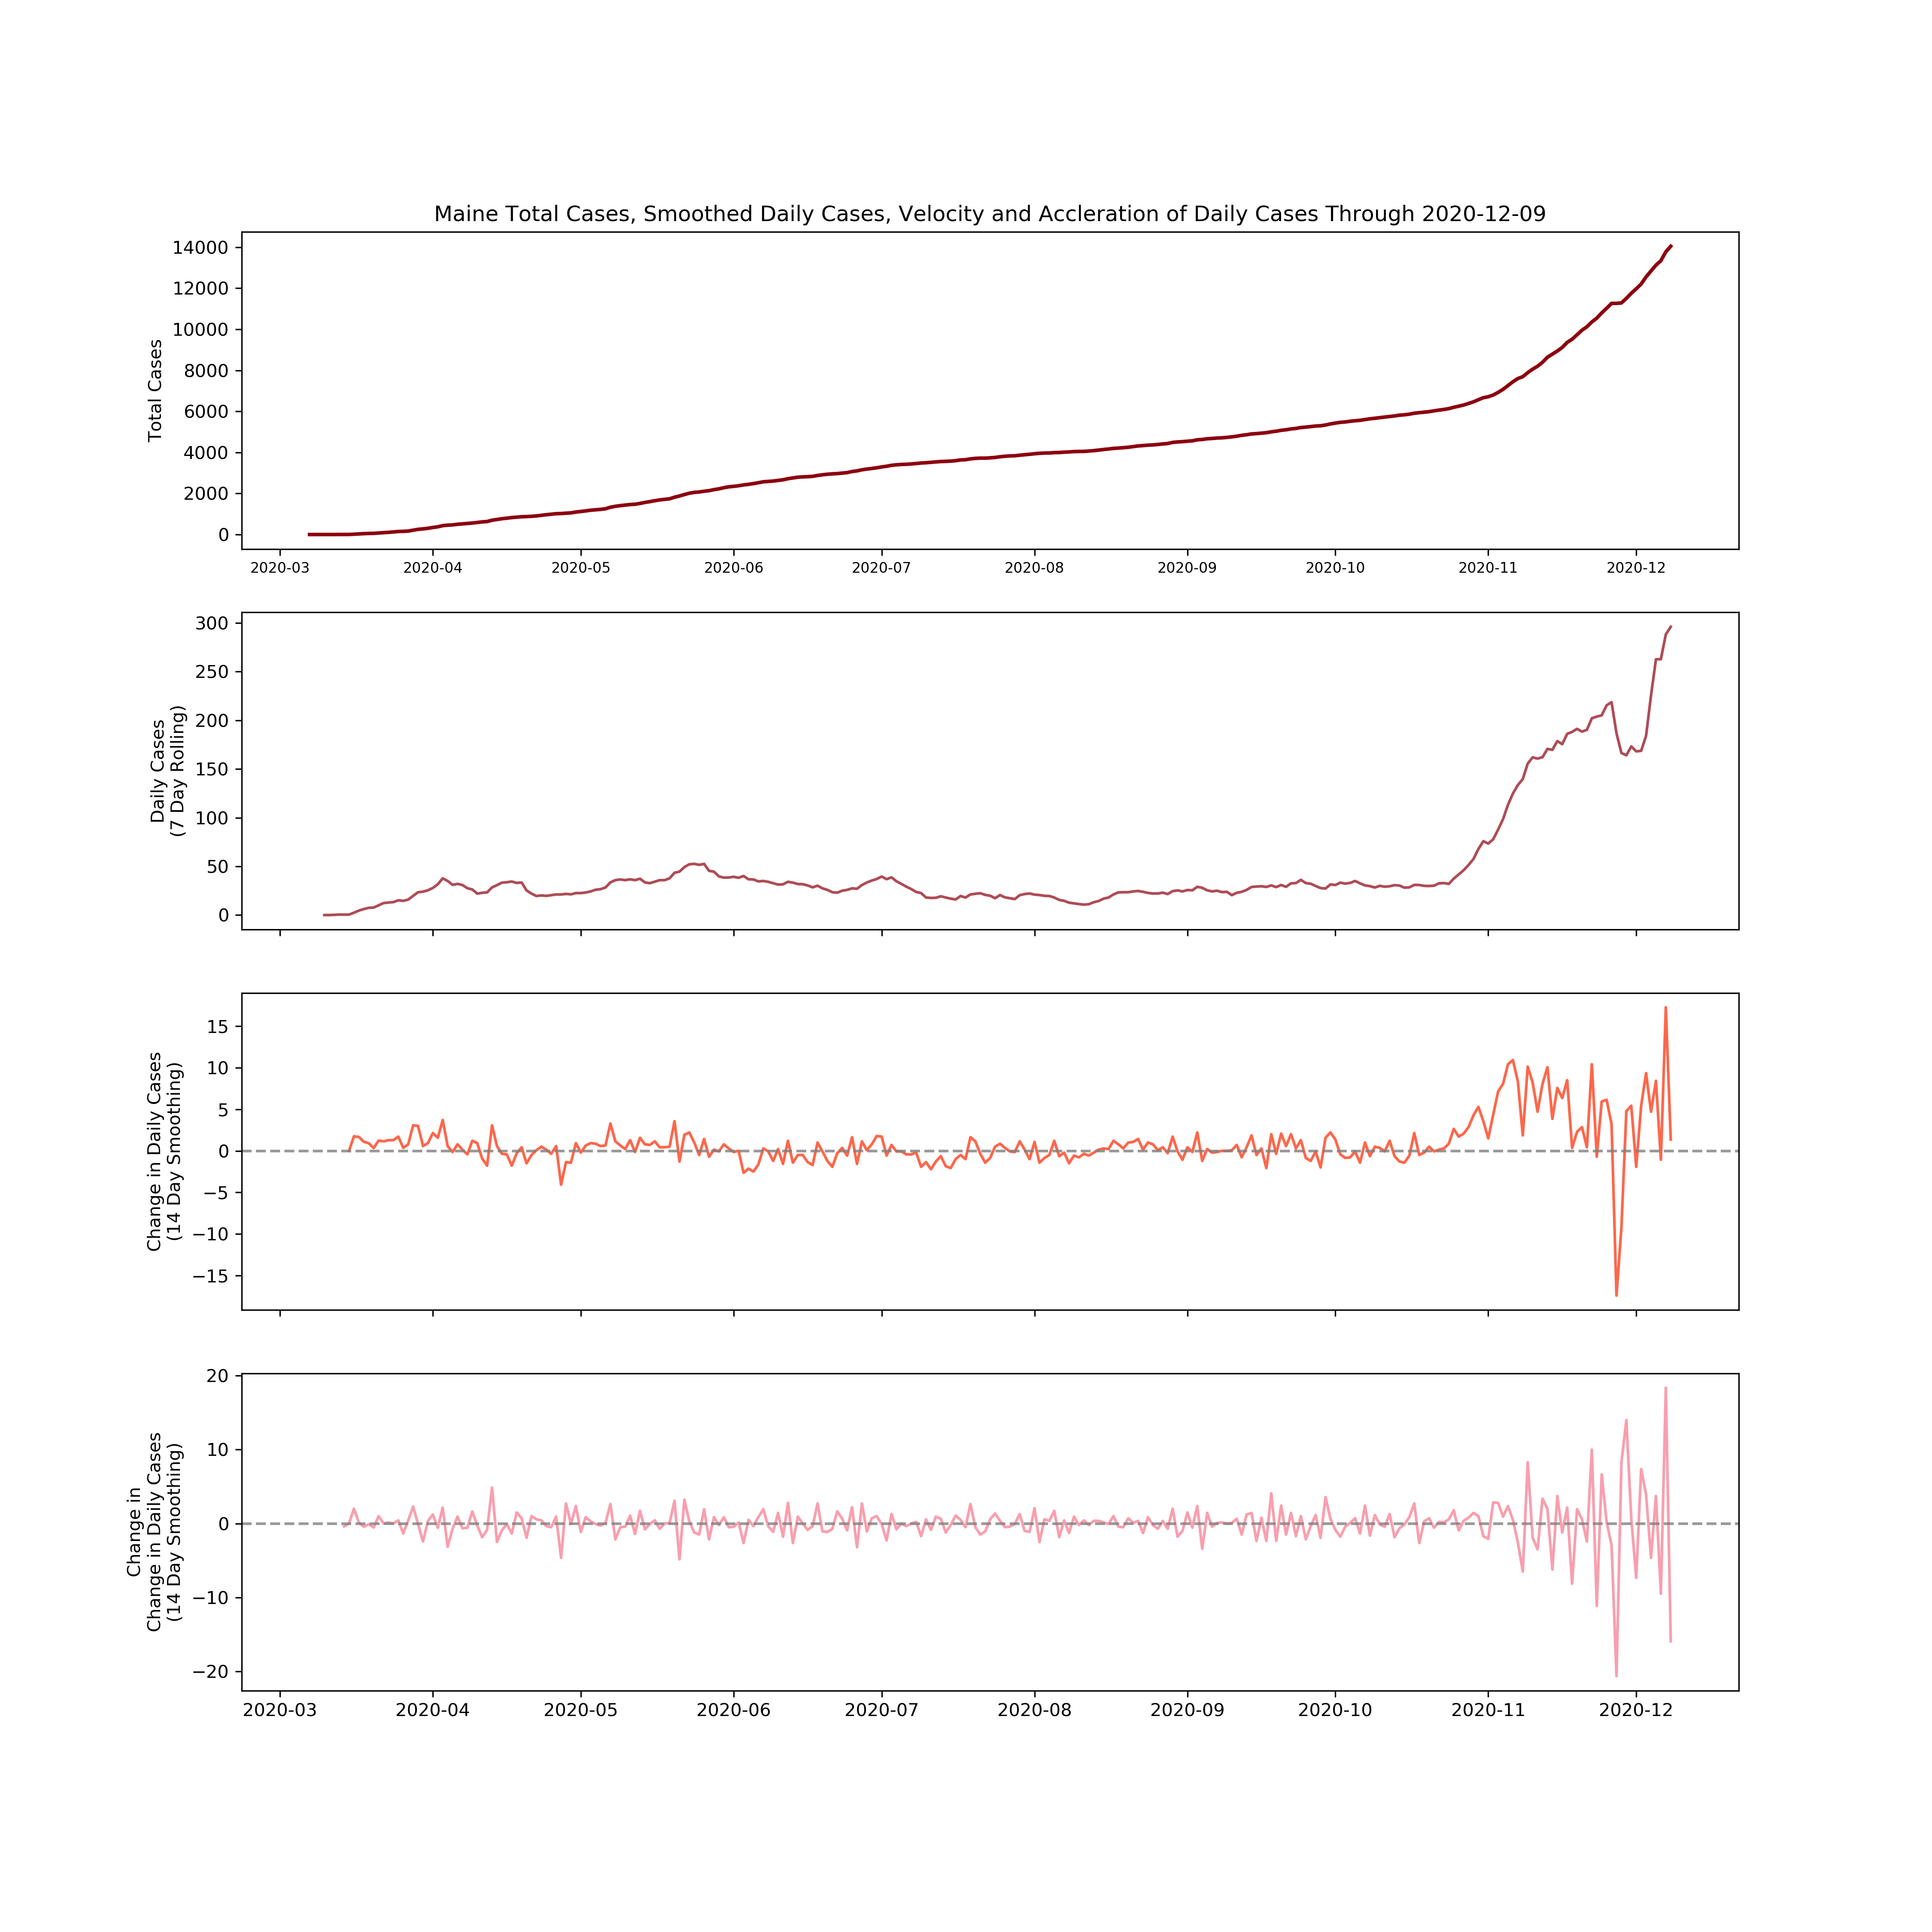 Maine Total Cases, Smoothed Daily Cases, Velocity and Accleration of Daily Cases Through 2020-12-09
Total Cases
14000
12000
10000
8000
6000
4000
2000
0
2020-03 2020-04 2020-05 2020-06 2020-07 2020-08 2020-09 2020-10 2020-11 2020-12
Daily Cases
(7 Day Rolling)
300
250
200
150
100
50
0
Change in Daily Cases
(14 Day Smoothing)
15
10
5
0
−5
−10
−15
Change in
Change in Daily Cases
(14 Day Smoothing)
20
10
0
−10
−20
2020-03 2020-04 2020-05 2020-06 2020-07 2020-08 2020-09 2020-10 2020-11 2020-12